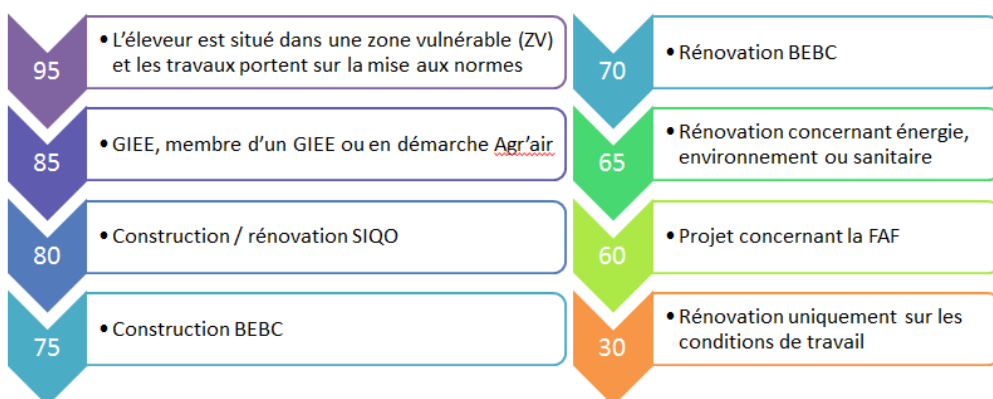 95
• L'éleveur est situé dans une zone vulnérable (ZV)
et les travaux portent sur la mise aux normes
85
• GIEE, membre d'un GIEE ou en démarche Agr'air
80
• Construction / rénovation SIQO
75
• Construction BEBC
70
• Rénovation BEBC
65
• Rénovation concernant énergie,
environnement ou sanitaire
60
• Projet concernant la FAF
30
• Rénovation uniquement sur les
conditions de travail